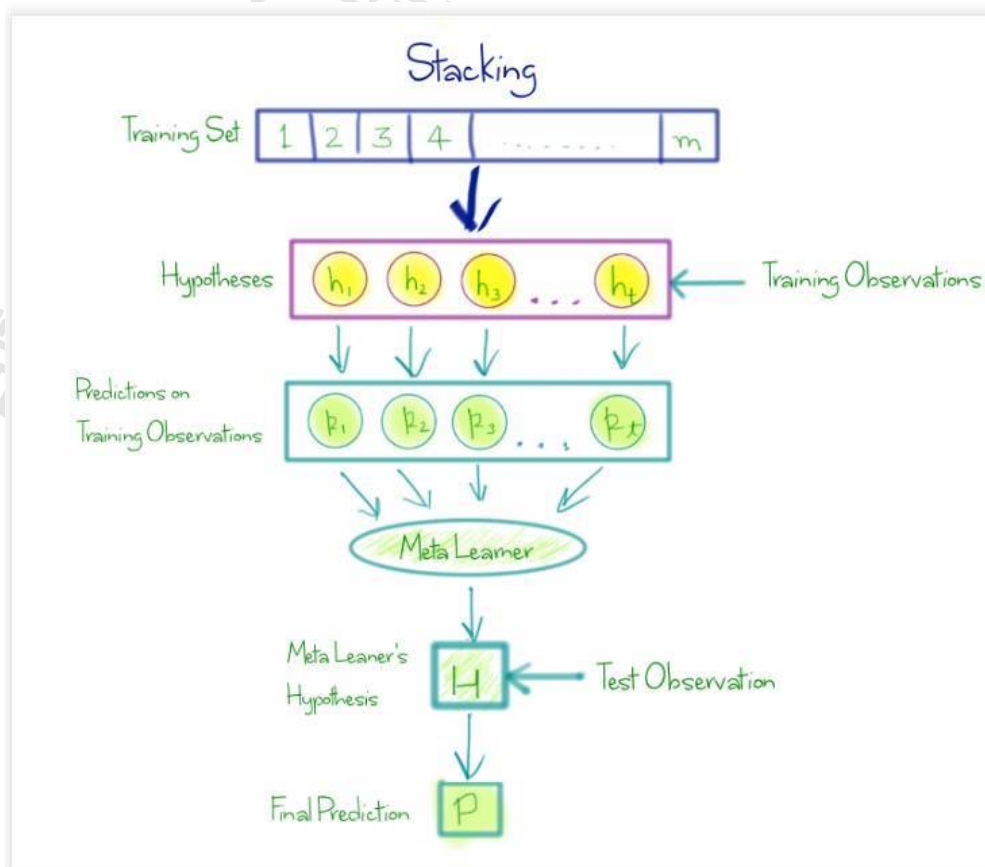 Stacking
Training Set 1 2 3 4 ......... m
Hypotheses h₁ h₂ h₃ ... hₜ Training Observations
Predictions on
Training Observations
p₁ p₂ p₃ ... pₜ
Meta Learner
Meta Leaner's
Hypothesis
H Test Observation
Final Prediction P